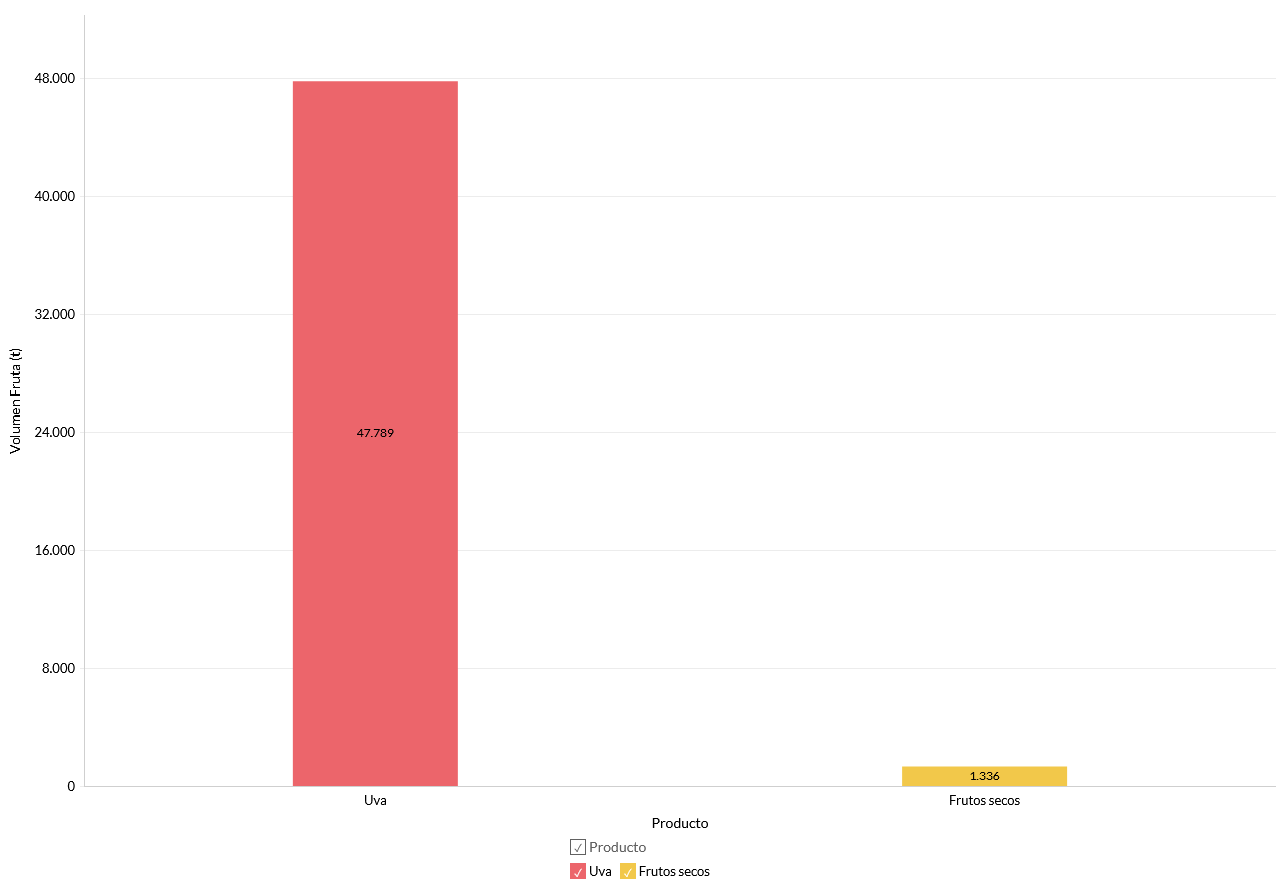 Volumen Fruta (t)
48.000
40.000
32.000
24.000
16.000
8.000
0
47.789
1.336
Uva
Frutos secos
Producto
Producto
Uva Frutos secos